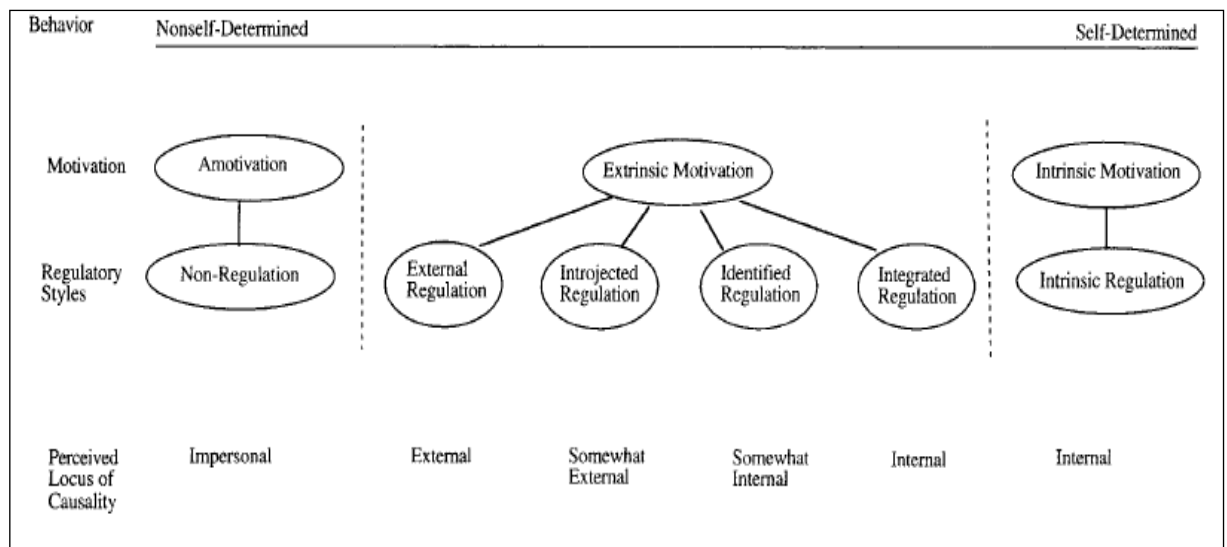 Behavior
Nonself-Determined
Self-Determined
Motivation
Amotivation
Extrinsic Motivation
Intrinsic Motivation
Regulatory
Styles
Non-Regulation
External
Regulation
Introjected
Regulation
Identified
Regulation
Integrated
Regulation
Intrinsic Regulation
Perceived
Locus of
Causality
Impersonal
External
Somewhat
External
Somewhat
Internal
Internal
Internal